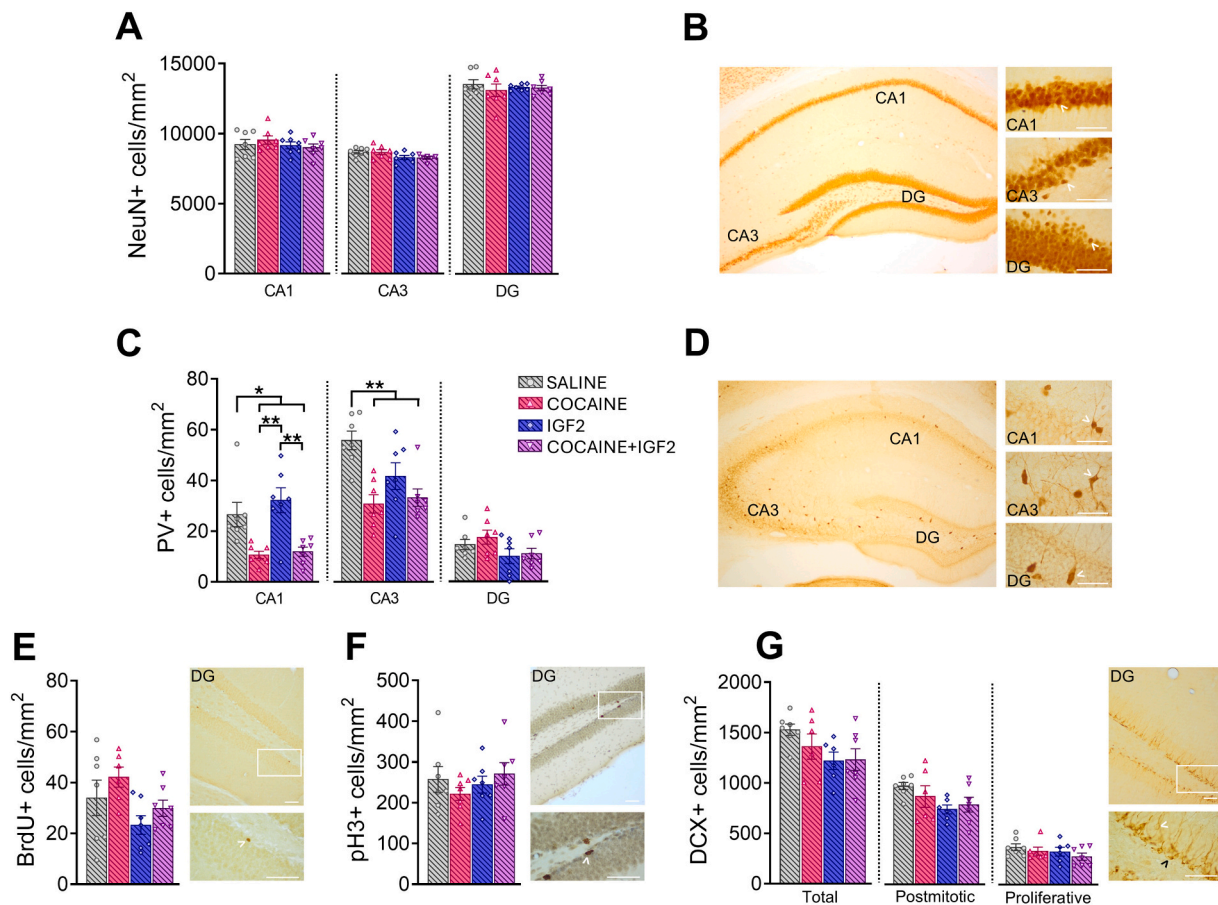 A
NeuN+ cells/mm²
15000
10000
5000
0
CA1
CA3
DG
B
CA1
DG
CA3
CA1
CA3
DG
C
PV+ cells/mm²
80
60
40
20
0
*
**
**
**
CA1
CA3
DG
SALINE
COCAINE
IGF2
COCAINE+IGF2
D
CA1
CA3
DG
CA1
CA3
DG
E
BrdU+ cells/mm²
80
60
40
20
0
DG
F
pH3+ cells/mm²
500
400
300
200
100
0
DG
G
DCX+ cells/mm²
2000
1500
1000
500
0
Total
Postmitotic
Proliferative
DG